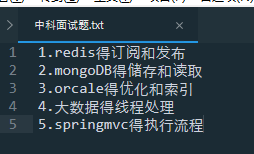 中科面试题.txt
1 1.redis得订阅和发布
2 2.mongoDB得储存和读取
3 3.orcale得优化和索引
4 4.大数据得线程处理
5 5.springmvc得执行流程